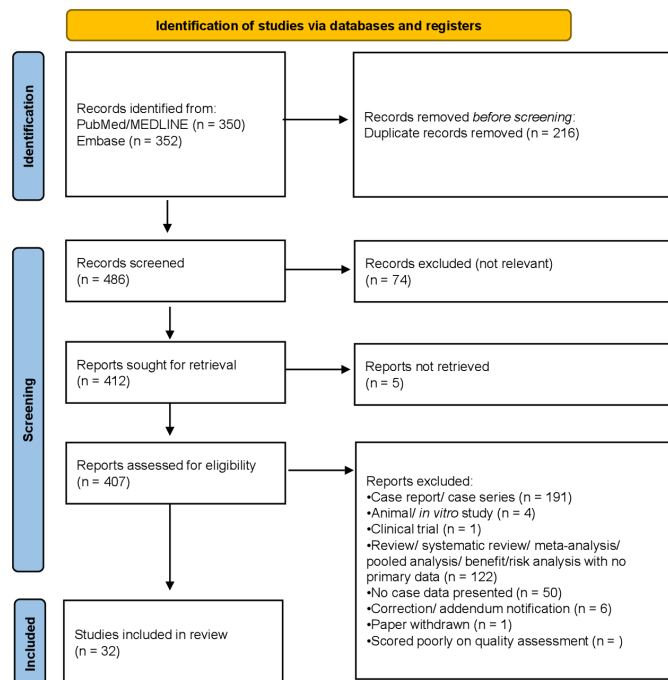 Identification of studies via databases and registers
Identification
Records identified from:
PubMed/MEDLINE (n = 350)
Embase (n = 352)
Records removed before screening:
Duplicate records removed (n = 216)
Screening
Records screened
(n = 486)
Records excluded (not relevant)
(n = 74)
Reports sought for retrieval
(n = 412)
Reports not retrieved
(n = 5)
Reports assessed for eligibility
(n = 407)
Reports excluded:
•Case report/ case series (n = 191)
•Animal/ in vitro study (n = 4)
•Clinical trial (n = 1)
•Review/ systematic review/ meta-analysis/
pooled analysis/ benefit/risk analysis with no
primary data (n = 122)
•No case data presented (n = 50)
•Correction/ addendum notification (n = 6)
•Paper withdrawn (n = 1)
•Scored poorly on quality assessment (n = )
Included
Studies included in review
(n = 32)